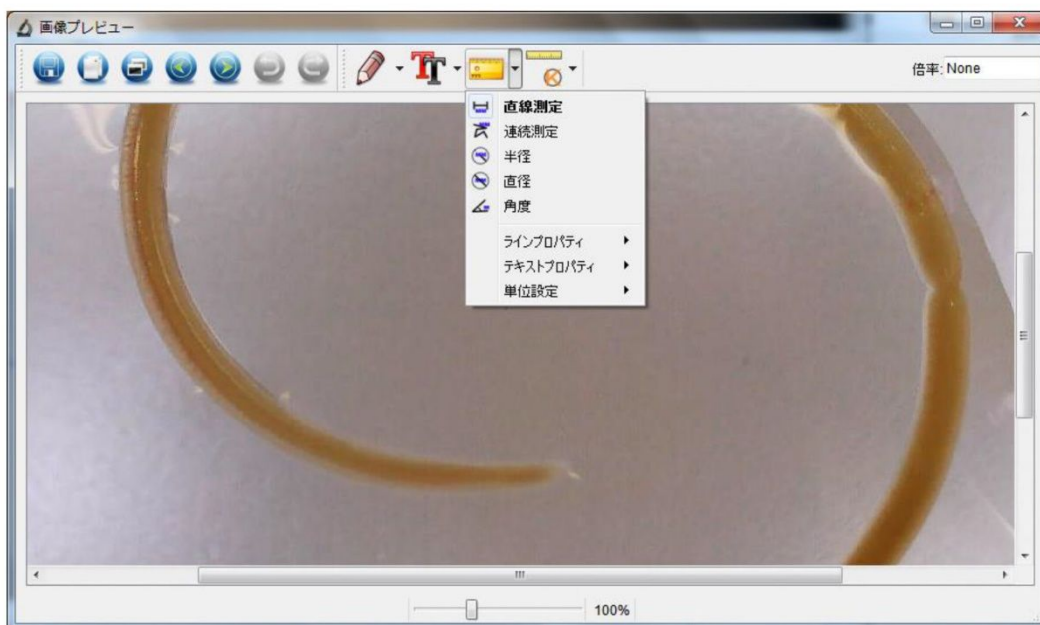 画像プレビュー
倍率: None
直線測定
連続測定
半径
直径
角度
ラインプロパティ
テキストプロパティ
単位設定
100%